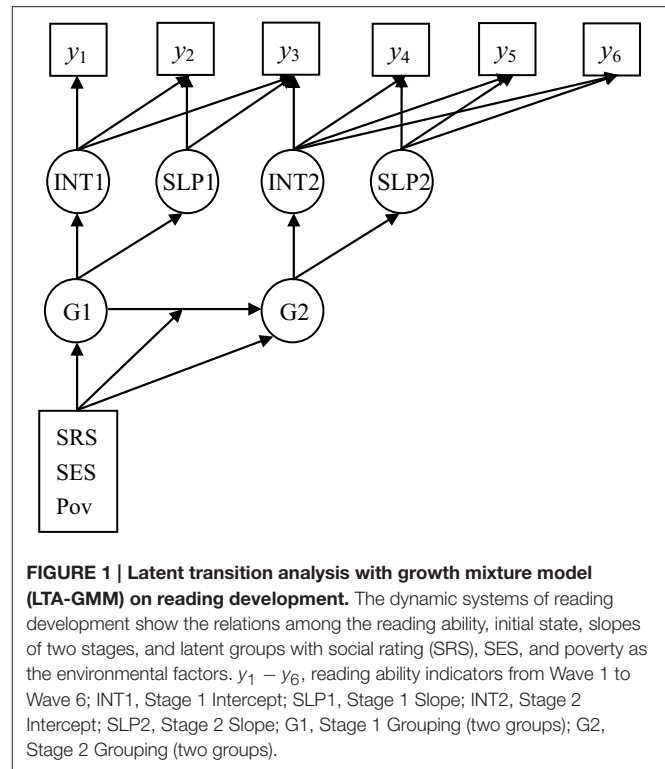 y1 y2 y3 y4 y5 y6
INT1 SLP1 INT2 SLP2
G1 G2
SRS
SES
Pov
FIGURE 1 | Latent transition analysis with growth mixture model
(LTA-GMM) on reading development. The dynamic systems of reading
development show the relations among the reading ability, initial state, slopes
of two stages, and latent groups with social rating (SRS), SES, and poverty as
the environmental factors. y1 − y6, reading ability indicators from Wave 1 to
Wave 6; INT1, Stage 1 Intercept; SLP1, Stage 1 Slope; INT2, Stage 2
Intercept; SLP2, Stage 2 Slope; G1, Stage 1 Grouping (two groups); G2,
Stage 2 Grouping (two groups).